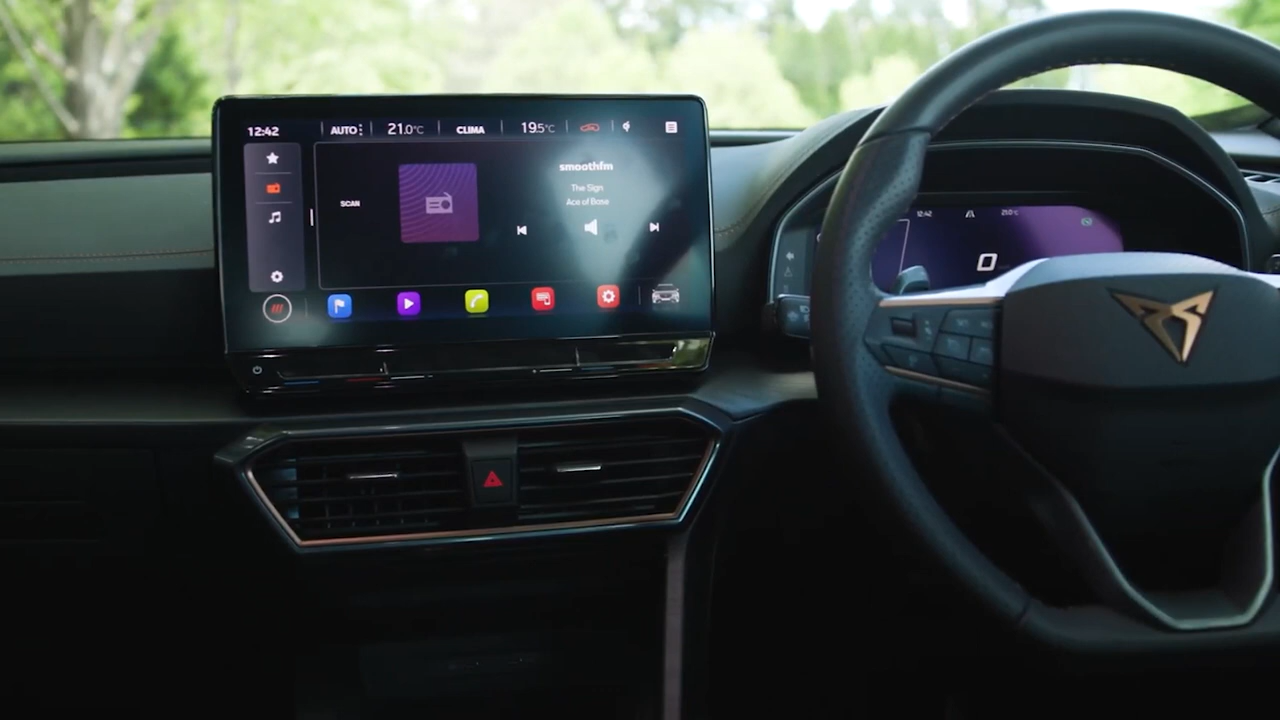 12:42 AUTO 21.0°C CLIMA 19.5°C
SCAN
smoothfm
The Sign
Ace of Base
12:42 21.0°C
0